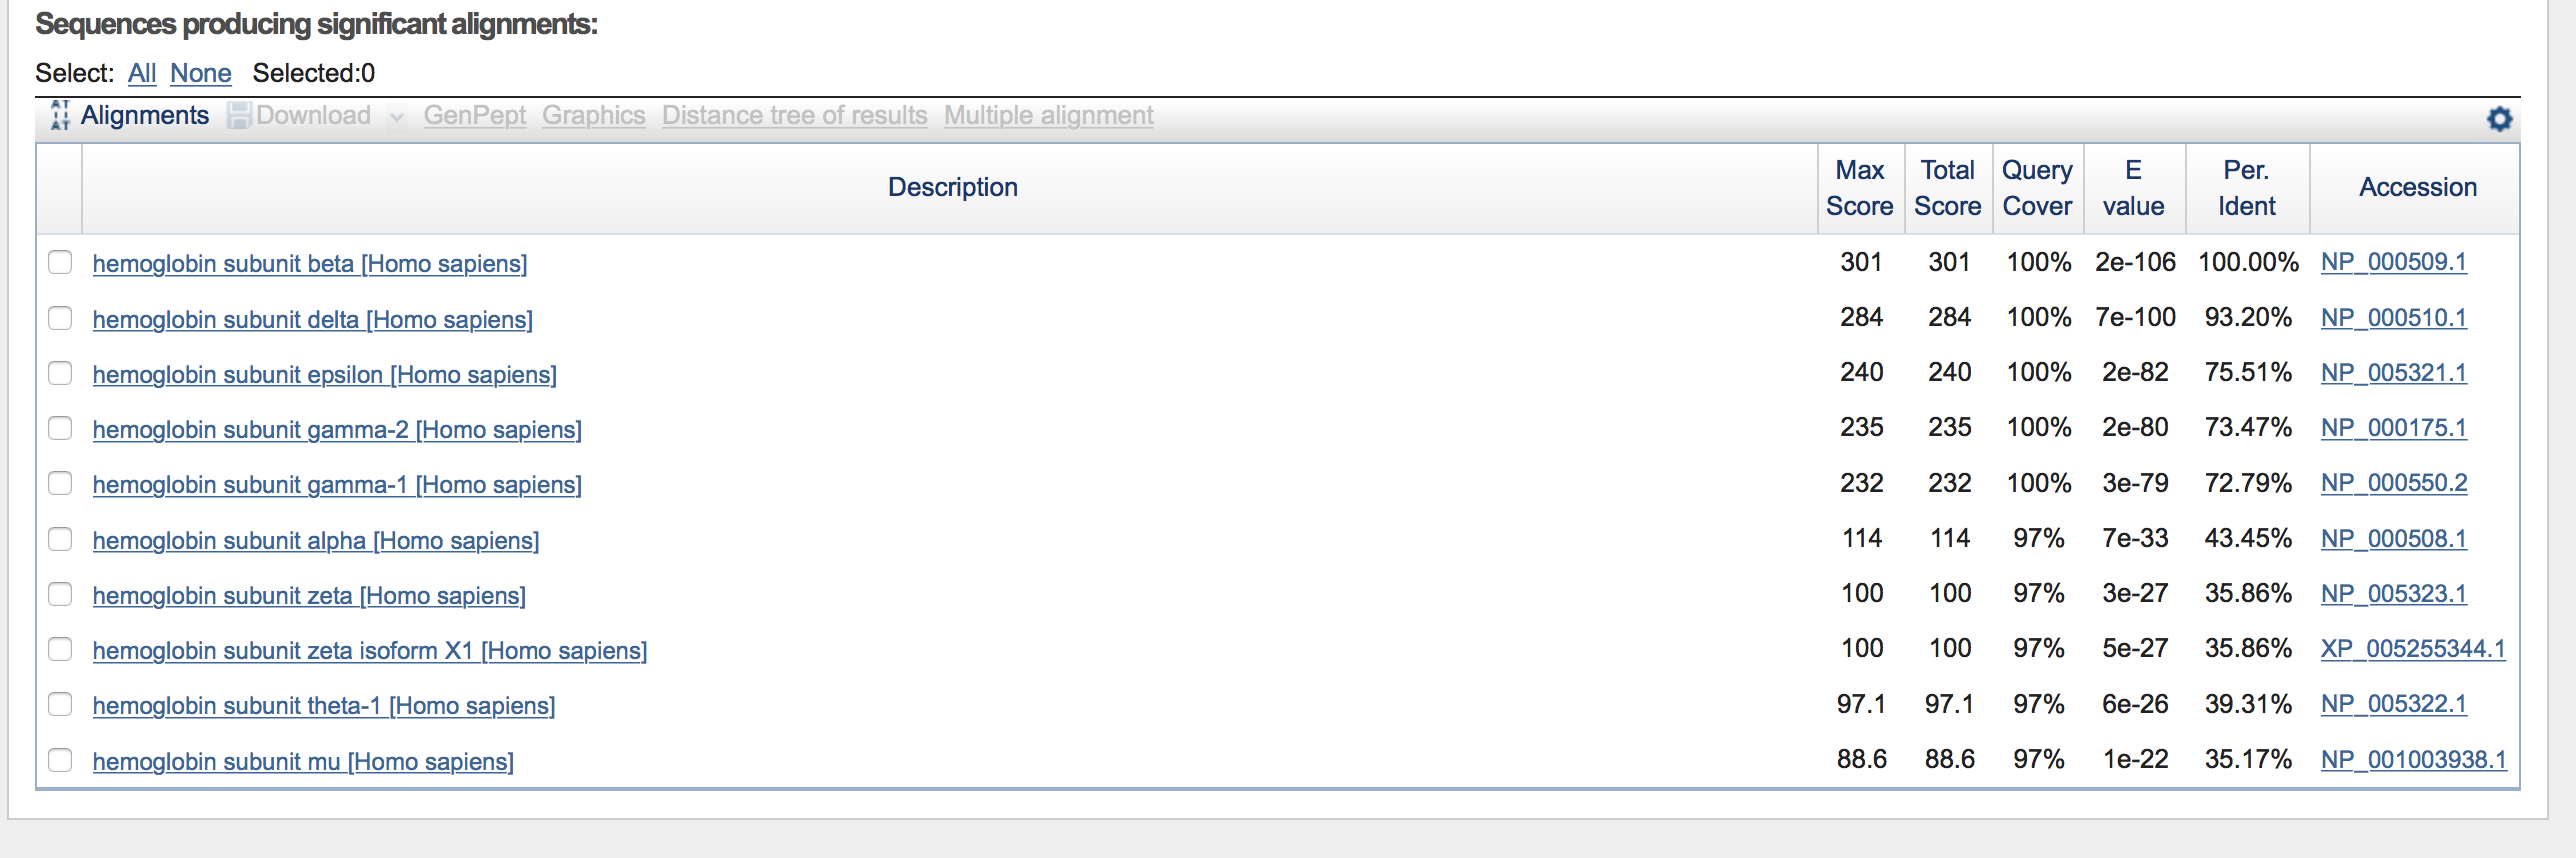 Sequences producing significant alignments:
Select: All None Selected:0
AT AT Alignments Download GenPept Graphics Distance tree of results Multiple alignment
Description Max Score Total Score Query Cover E value Per. Ident Accession
hemoglobin subunit beta [Homo sapiens] 301 301 100% 2e-106 100.00% NP_000509.1
hemoglobin subunit delta [Homo sapiens] 284 284 100% 7e-100 93.20% NP_000510.1
hemoglobin subunit epsilon [Homo sapiens] 240 240 100% 2e-82 75.51% NP_005321.1
hemoglobin subunit gamma-2 [Homo sapiens] 235 235 100% 2e-80 73.47% NP_000175.1
hemoglobin subunit gamma-1 [Homo sapiens] 232 232 100% 3e-79 72.79% NP_000550.2
hemoglobin subunit alpha [Homo sapiens] 114 114 97% 7e-33 43.45% NP_000508.1
hemoglobin subunit zeta [Homo sapiens] 100 100 97% 3e-27 35.86% NP_005323.1
hemoglobin subunit zeta isoform X1 [Homo sapiens] 100 100 97% 5e-27 35.86% XP_005255344.1
hemoglobin subunit theta-1 [Homo sapiens] 97.1 97.1 97% 6e-26 39.31% NP_005322.1
hemoglobin subunit mu [Homo sapiens] 88.6 88.6 97% 1e-22 35.17% NP_001003938.1